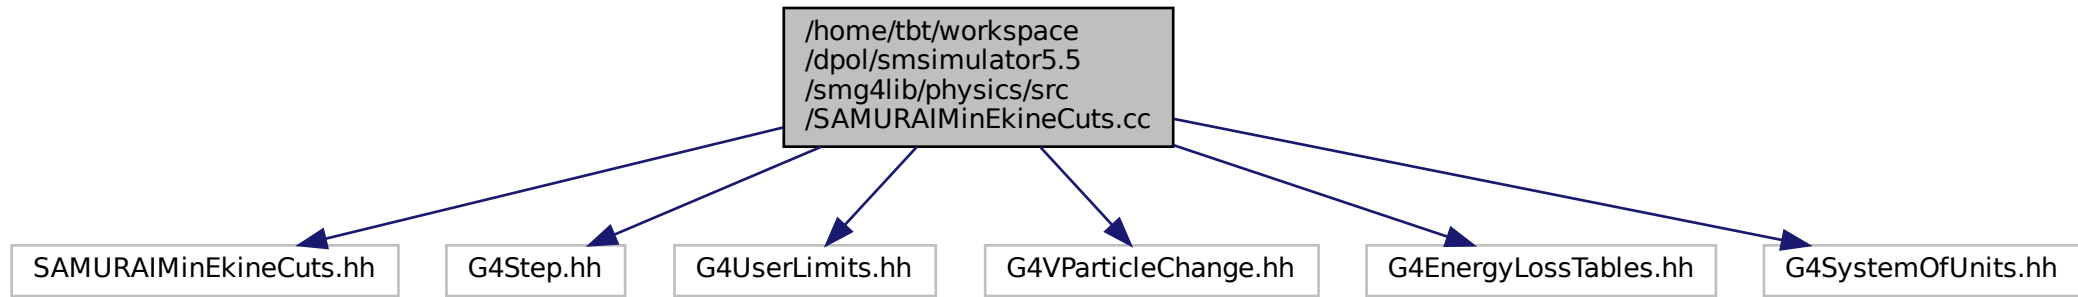 /home/tbt/workspace
/dpol/smsimulator5.5
/smg4lib/physics/src
/SAMURAIMinEkineCuts.cc
SAMURAIMinEkineCuts.hh
G4Step.hh
G4UserLimits.hh
G4VParticleChange.hh
G4EnergyLossTables.hh
G4SystemOfUnits.hh